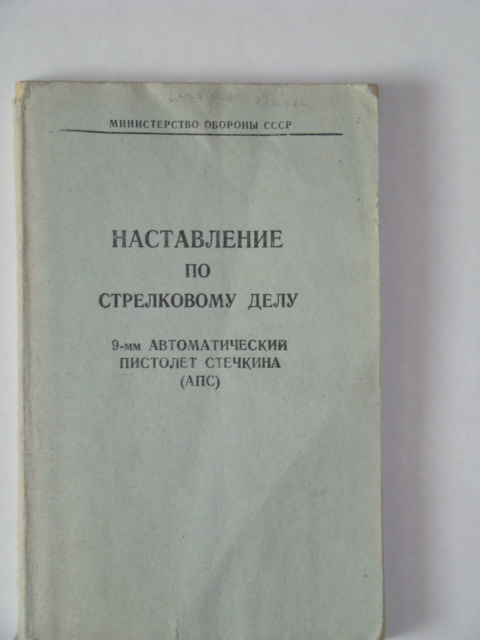 МИНИСТЕРСТВО ОБОРОНЫ СССР
НАСТАВЛЕНИЕ
ПО
СТРЕЛКОВОМУ ДЕЛУ
9-мм АВТОМАТИЧЕСКИЙ
ПИСТОЛЕТ СТЕЧКИНА
(АПС)